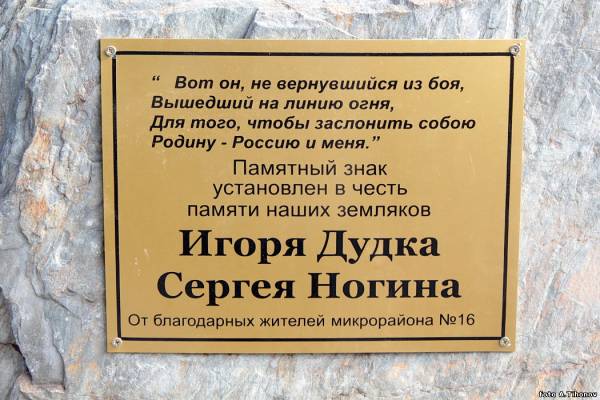 “ Вот он, не вернувшийся из боя,
Вышедший на линию огня,
Для того, чтобы заслонить собою
Родину - Россию и меня.”
Памятный знак
установлен в честь
памяти наших земляков
Игоря Дудка
Сергея Ногина
От благодарных жителей микрорайона №16
foto A.Tihonov